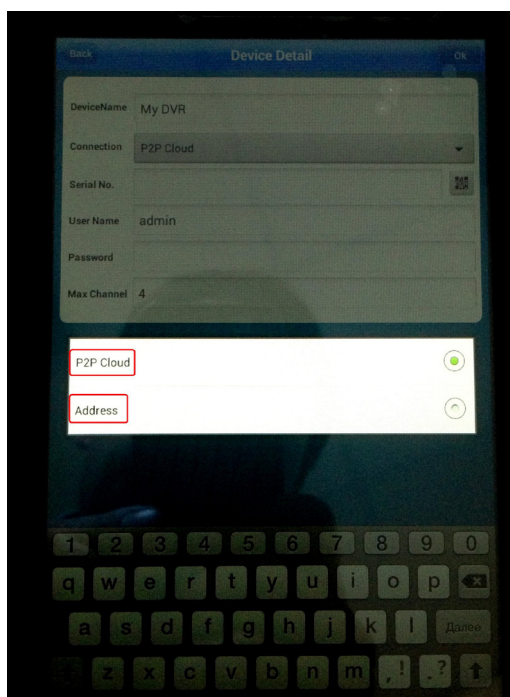 Back Device Detail Ok
DeviceName My DVR
Connection P2P Cloud
Serial No.
User Name admin
Password
Max Channel 4
P2P Cloud
Address
1 2 3 4 5 6 7 8 9 0
q w e r t y u i o p
a s d f g h j k l Далее
z x c v b n m , ! . ?